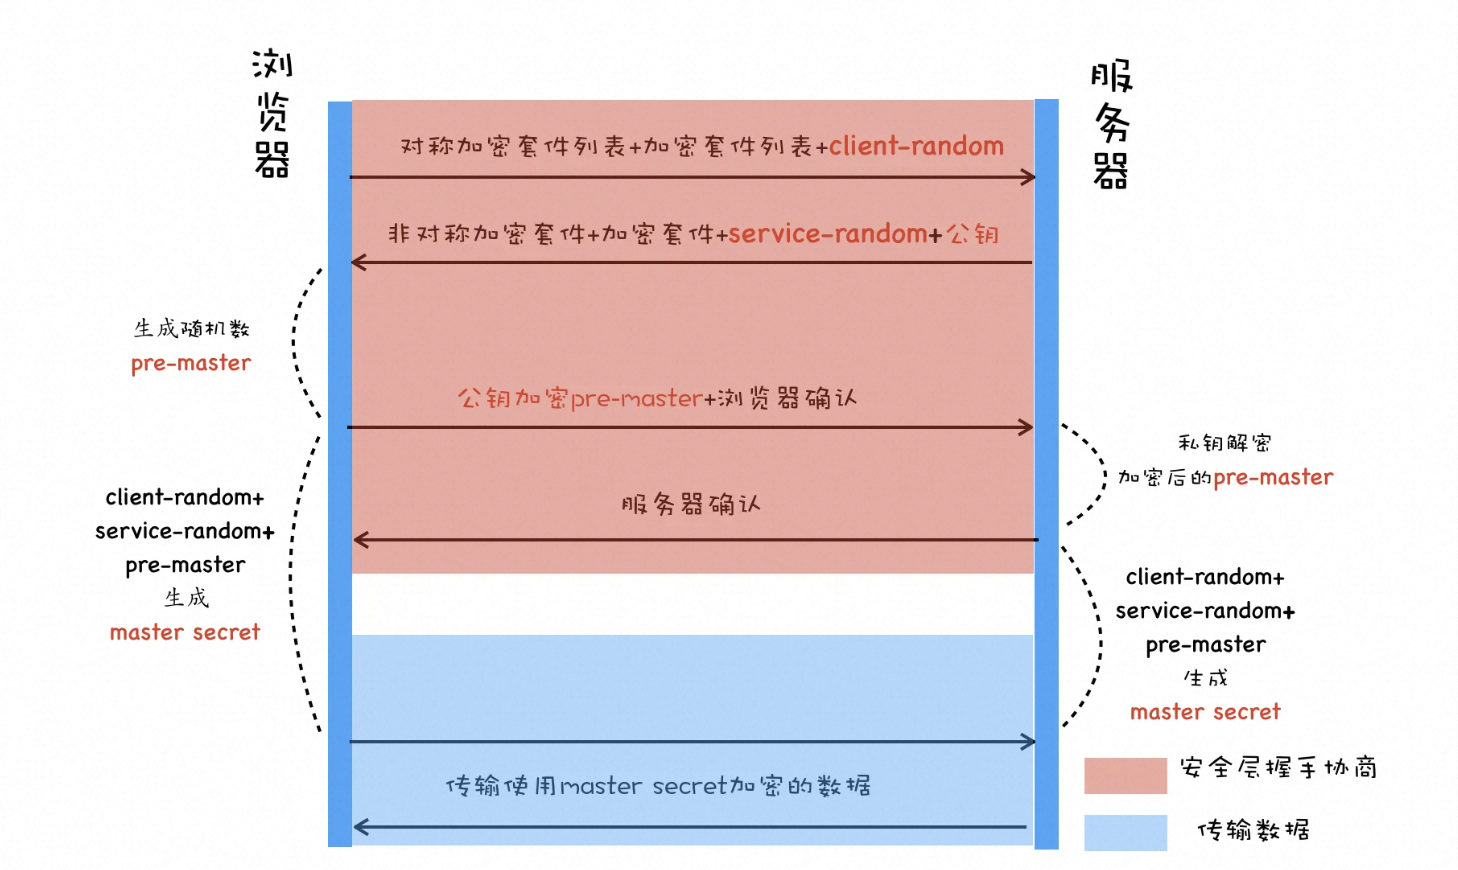 浏览器
服务器
对称加密套件列表+加密套件列表+client-random
非对称加密套件+加密套件+service-random+公钥
生成随机数
pre-master
公钥加密pre-master+浏览器确认
私钥解密
加密后的pre-master
服务器确认
client-random+
service-random+
pre-master
生成
master secret
client-random+
service-random+
pre-master
生成
master secret
传输使用master secret加密的数据
安全层握手协商
传输数据